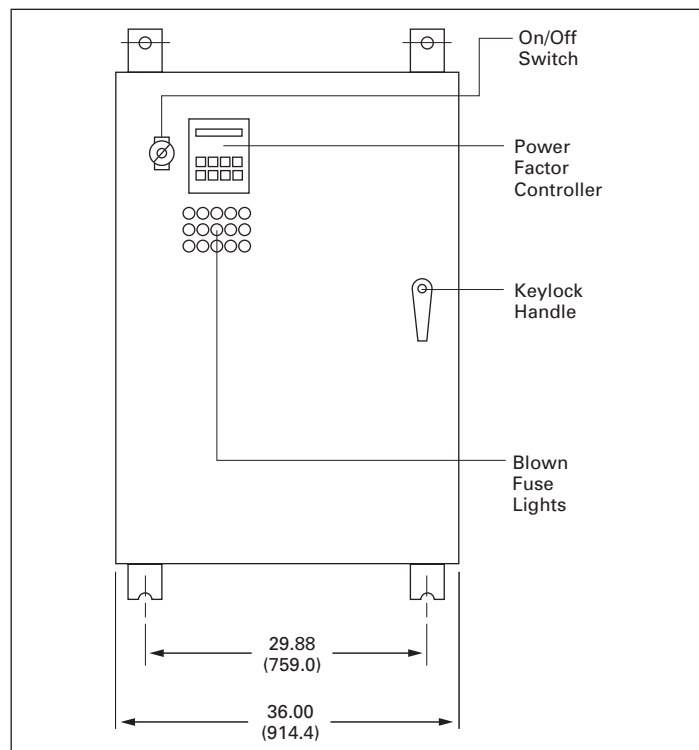 On/Off
Switch
Power
Factor
Controller
Keylock
Handle
Blown
Fuse
Lights
29.88
(759.0)
36.00
(914.4)